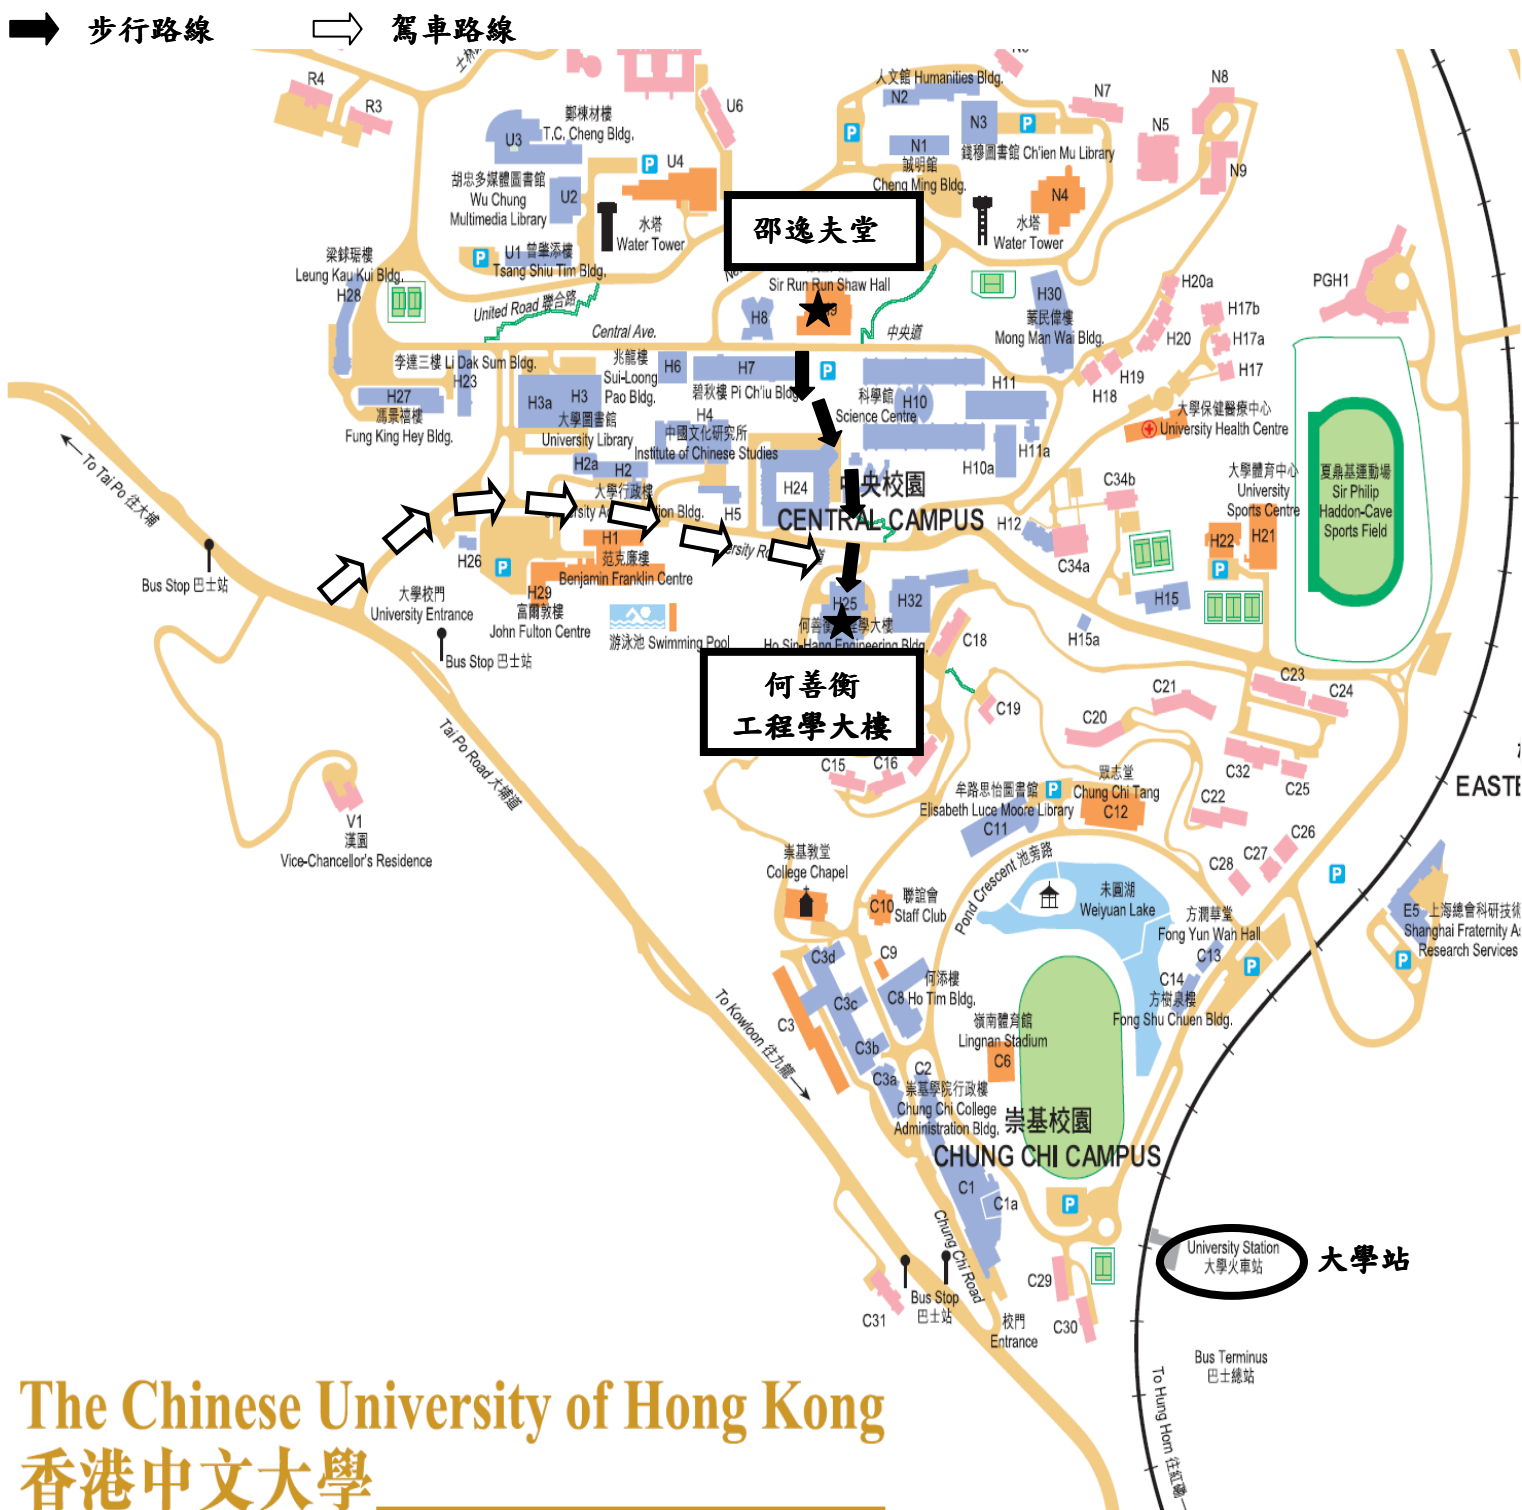 步行路線
駕車路線
R4
R3
U6
鄭棟材樓
T.C. Cheng Bldg.
U3
U4
P
胡忠多媒體圖書館
Wu Chung
Multimedia Library
U2
水塔
Water Tower
P
U1 曾肇添樓
Tsang Shiu Tim Bldg.
梁銶琚樓
Leung Kau Kui Bldg.
H28
United Road 聯合路
人文館 Humanities Bldg.
N2
N3
P
P
N1
誠明館
Cheng Ming Bldg.
錢穆圖書館 Ch'ien Mu Library
N7
N8
N5
N9
N4
水塔
Water Tower
邵逸夫堂
Sir Run Run Shaw Hall
H8
Central Ave.
中央道
H30
蒙民偉樓
Mong Man Wai Bldg.
H20a
H20
H17b
H17a
H17
H19
H18
PGH1
李達三樓 Li Dak Sum Bldg.
H23
H27
馮景禧樓
Fung King Hey Bldg.
兆龍樓
Sui-Loong
Pao Bldg.
H6
H7
碧秋樓 Pi Ch'iu Bldg.
P
H3a
H3
大學圖書館
University Library
H4
中國文化研究所
Institute of Chinese Studies
科學館
Science Centre
H10
H11
H10a
H11a
大學保健醫療中心
University Health Centre
H2a
H2
大學行政樓
H5
H24
中央校園
CENTRAL CAMPUS
H12
C34b
C34a
大學體育中心
University
Sports Centre
H22
H21
P
夏鼎基運動場
Sir Philip
Haddon-Cave
Sports Field
To Tai Po 往大埔
Bus Stop 巴士站
大學校門
University Entrance
Bus Stop 巴士站
H26
P
H1
范克廉樓
Benjamin Franklin Centre
H29
富爾敦樓
John Fulton Centre
游泳池 Swimming Pool
H25
H32
Ho Sin-Hang Engineering Bldg.
何善衡
工程學大樓
H15
H15a
C18
C19
C20
C21
C23
C24
C32
C25
C22
C26
C27
C28
C15
C16
Tai Po Road 大埔道
V1
漢園
Vice-Chancellor's Residence
牟路思怡圖書館
Elisabeth Luce Moore Library
C11
P
眾志堂
Chung Chi Tang
C12
崇基教堂
College Chapel
C10
聯誼會
Staff Club
Pond Crescent 池旁路
未圓湖
Weiyuan Lake
方潤華堂
Fong Yun Wah Hall
C13
C14
方樹泉樓
Fong Shu Chuen Bldg.
P
P
EASTE
E5 上海總會科研技術
Shanghai Fraternity As
Research Services
P
C3d
C3c
C3
C3b
C3a
C9
何添樓
C8 Ho Tim Bldg.
嶺南體育館
Lingnan Stadium
C6
C2
崇基學院行政樓
Chung Chi College
Administration Bldg.
崇基校園
CHUNG CHI CAMPUS
C1
C1a
P
To Kowloon 往九龍
Chung Chi Road
C31
Bus Stop
巴士站
校門
Entrance
C29
C30
University Station
大學火車站
大學站
Bus Terminus
巴士總站
To Hung Hom 往紅磡
The Chinese University of Hong Kong
香港中文大學